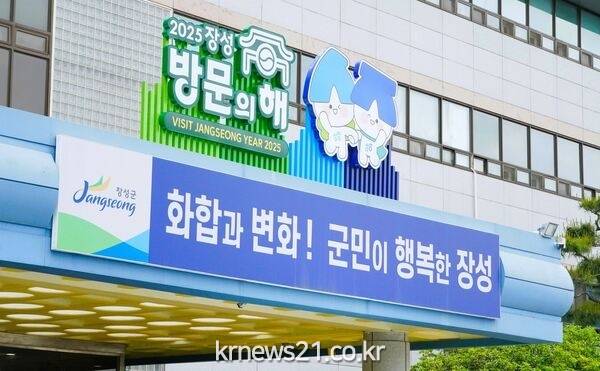 2025 장성
방문의 해
VISIT JANGSEONG YEAR 2025
장성군
Jangseong
화합과 변화! 군민이 행복한 장성
krnews21.co.kr